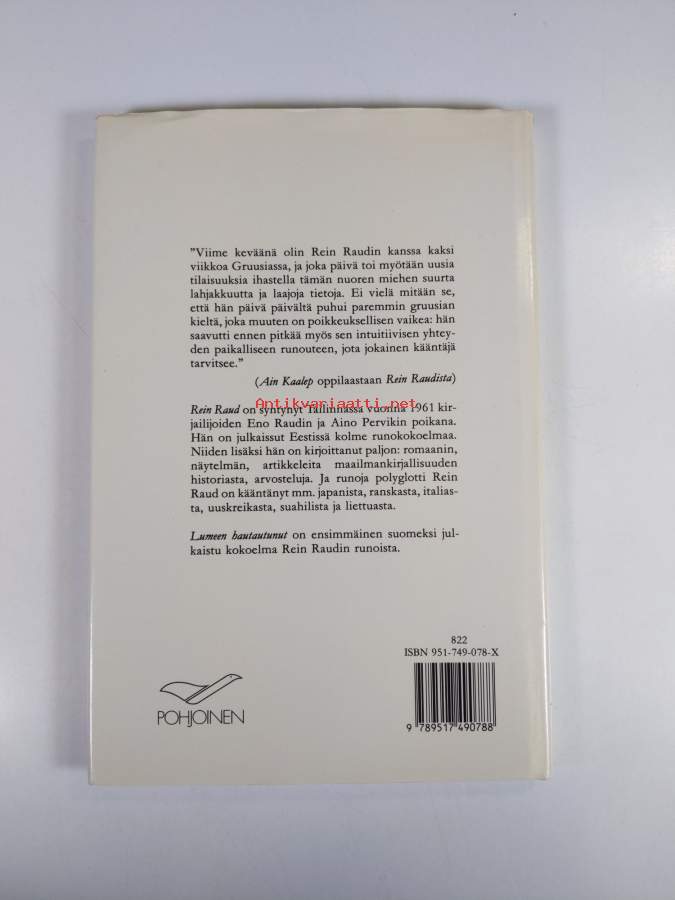 ”Viime keväänä olin Rein Raudin kanssa kaksi
viikkoa Gruusiassa, ja joka päivä toi myötään uusia
tilaisuuksia ihastella tämän nuoren miehen suurta
lahjakkuutta ja laajoja tietoja. Ei vielä mitään se,
että hän päivä päivältä puhui paremmin gruusian
kieltä, joka muuten on poikkeuksellisen vaikea: hän
saavutti ennen pitkää myös sen intuitiivisen yhtey-
den paikalliseen runouteen, jota jokainen kääntäjä
tarvitsee.”
(Ain Kaalep oppilaastaan Rein Raudista)
Antikvariaatti.net
Rein Raud on syntynyt Tallinnassa vuonna 1961 kir-
jailijoiden Eno Raudin ja Aino Pervikin poikana.
Hän on julkaissut Eestissä kolme runokokoelmaa.
Niiden lisäksi hän on kirjoittanut paljon: romaanin,
näytelmän, artikkeleita maailmankirjallisuuden
historiasta, arvosteluja. Ja runoja polyglotti Rein
Raud on kääntänyt mm. japanista, ranskasta, italias-
ta, uuskreikasta, suahilista ja liettuasta.
Lumeen hautautunut on ensimmäinen suomeksi jul-
kaistu kokoelma Rein Raudin runoista.
822
ISBN 951-749-078-X
9 789517 490788
POHJOINEN